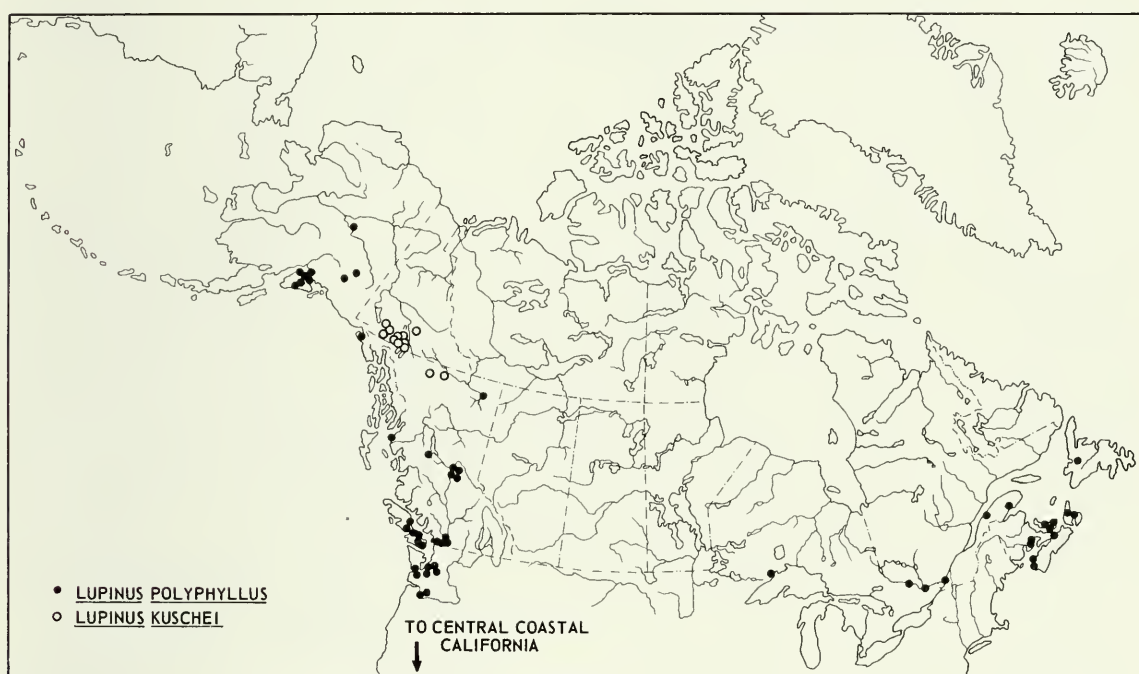 LUPINUS POLYPHYLLUS
LUPINUS KUSCHEI
TO CENTRAL COASTAL
CALIFORNIA